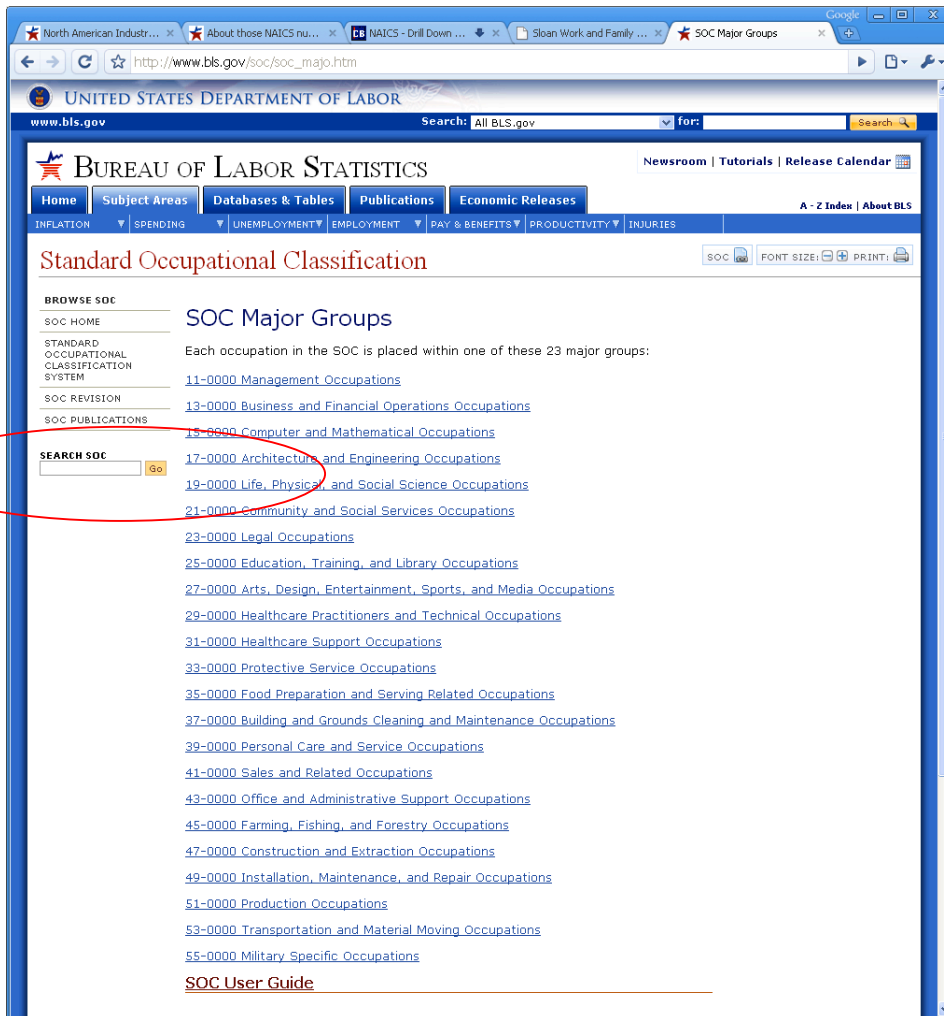 Google
North American Industr...
About those NAICS nu...
CB NAICS - Drill Down ...
Sloan Work and Family ...
SOC Major Groups
http://www.bls.gov/soc/soc_majo.htm
UNITED STATES DEPARTMENT OF LABOR
www.bls.gov
Search: All BLS.gov for: Search
BUREAU OF LABOR STATISTICS
Newsroom | Tutorials | Release Calendar
Home Subject Areas Databases & Tables Publications Economic Releases
A - Z Index | About BLS
INFLATION SPENDING UNEMPLOYMENT EMPLOYMENT PAY & BENEFITS PRODUCTIVITY INJURIES
Standard Occupational Classification
SOC FONT SIZE: PRINT:
BROWSE SOC
SOC HOME
STANDARD
OCCUPATIONAL
CLASSIFICATION
SYSTEM
SOC REVISION
SOC PUBLICATIONS
SEARCH SOC
Go
SOC Major Groups
Each occupation in the SOC is placed within one of these 23 major groups:
11-0000 Management Occupations
13-0000 Business and Financial Operations Occupations
15-0000 Computer and Mathematical Occupations
17-0000 Architecture and Engineering Occupations
19-0000 Life, Physical, and Social Science Occupations
21-0000 Community and Social Services Occupations
23-0000 Legal Occupations
25-0000 Education, Training, and Library Occupations
27-0000 Arts, Design, Entertainment, Sports, and Media Occupations
29-0000 Healthcare Practitioners and Technical Occupations
31-0000 Healthcare Support Occupations
33-0000 Protective Service Occupations
35-0000 Food Preparation and Serving Related Occupations
37-0000 Building and Grounds Cleaning and Maintenance Occupations
39-0000 Personal Care and Service Occupations
41-0000 Sales and Related Occupations
43-0000 Office and Administrative Support Occupations
45-0000 Farming, Fishing, and Forestry Occupations
47-0000 Construction and Extraction Occupations
49-0000 Installation, Maintenance, and Repair Occupations
51-0000 Production Occupations
53-0000 Transportation and Material Moving Occupations
55-0000 Military Specific Occupations
SOC User Guide